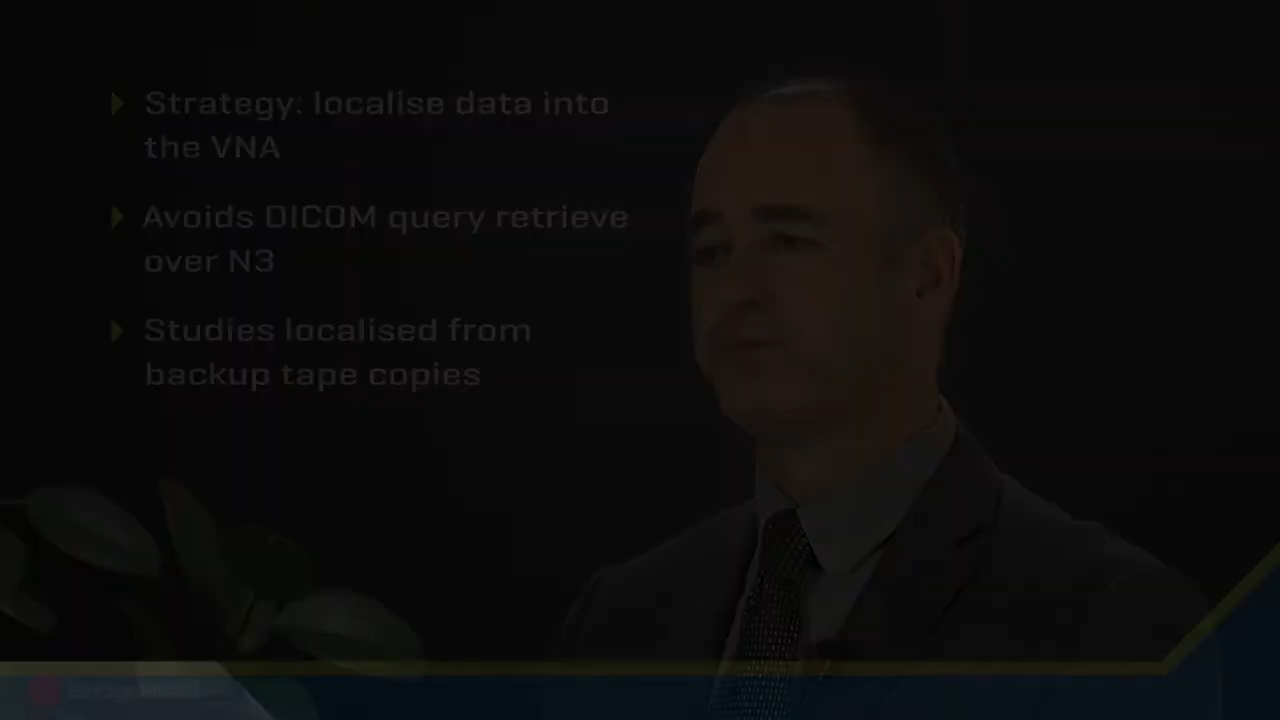 Strategy: localise data into
the VNA
Avoids DICOM query retrieve
over N3
Studies localised from
backup tape copies